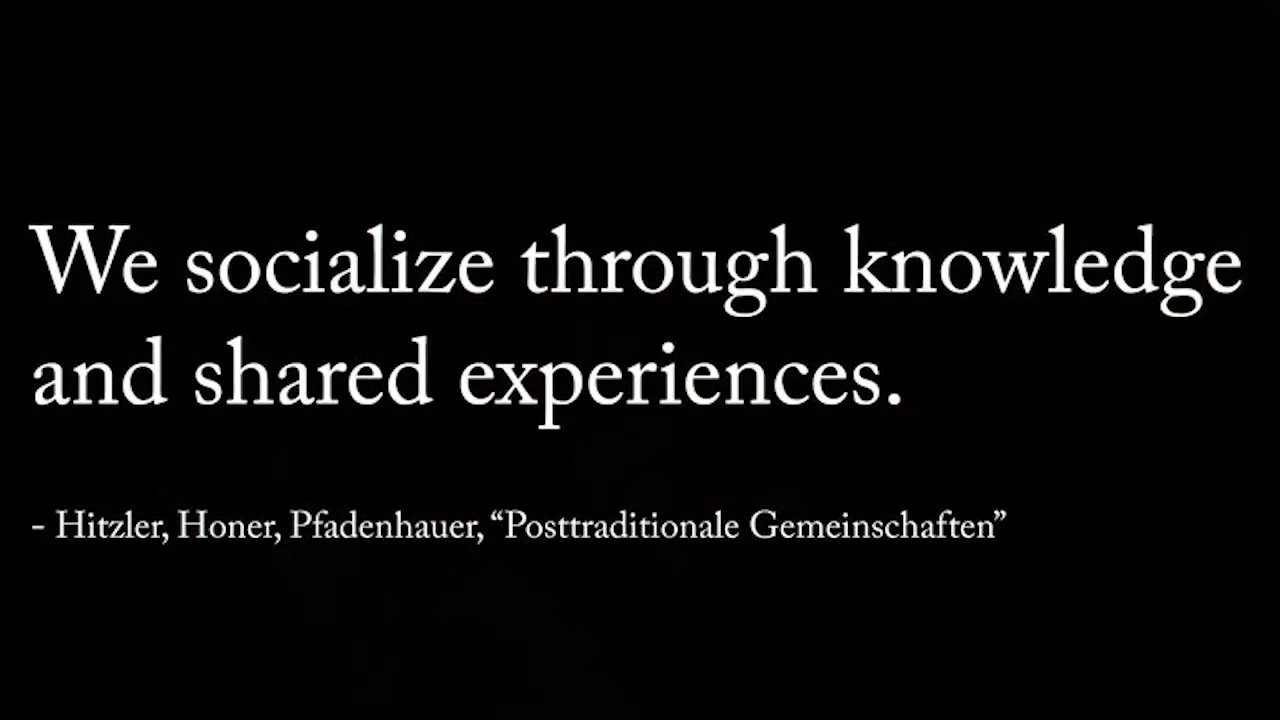 We socialize through knowledge
and shared experiences.
- Hitzler, Honer, Pfadenhauer, “Posttraditionale Gemeinschaften”